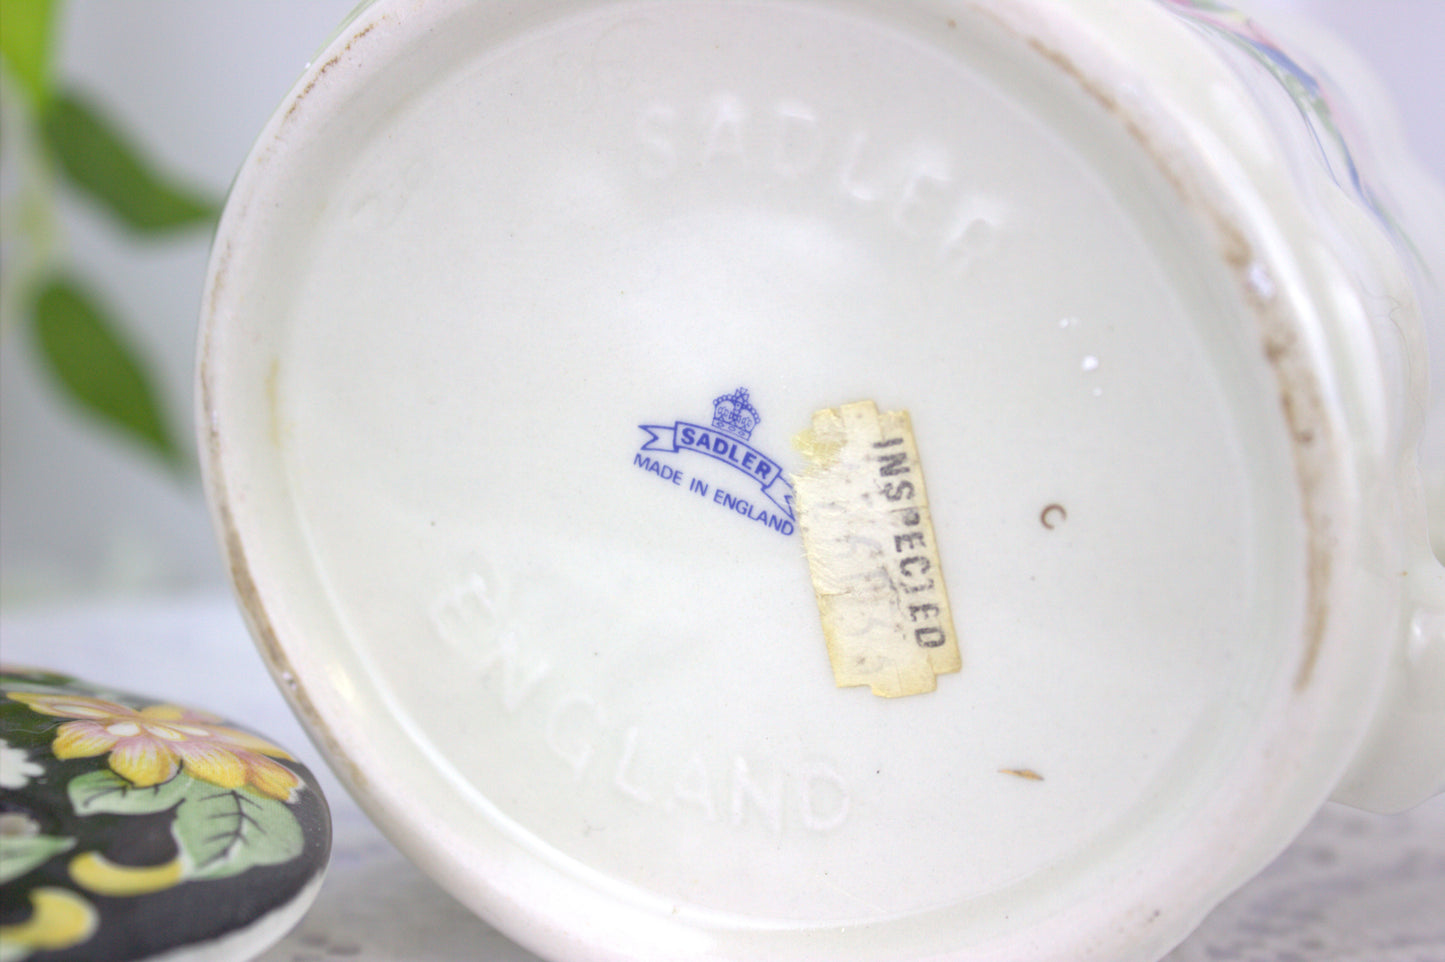 SADLER
SADLER
MADE IN ENGLAND
INSPECTED
C
ENGLAND